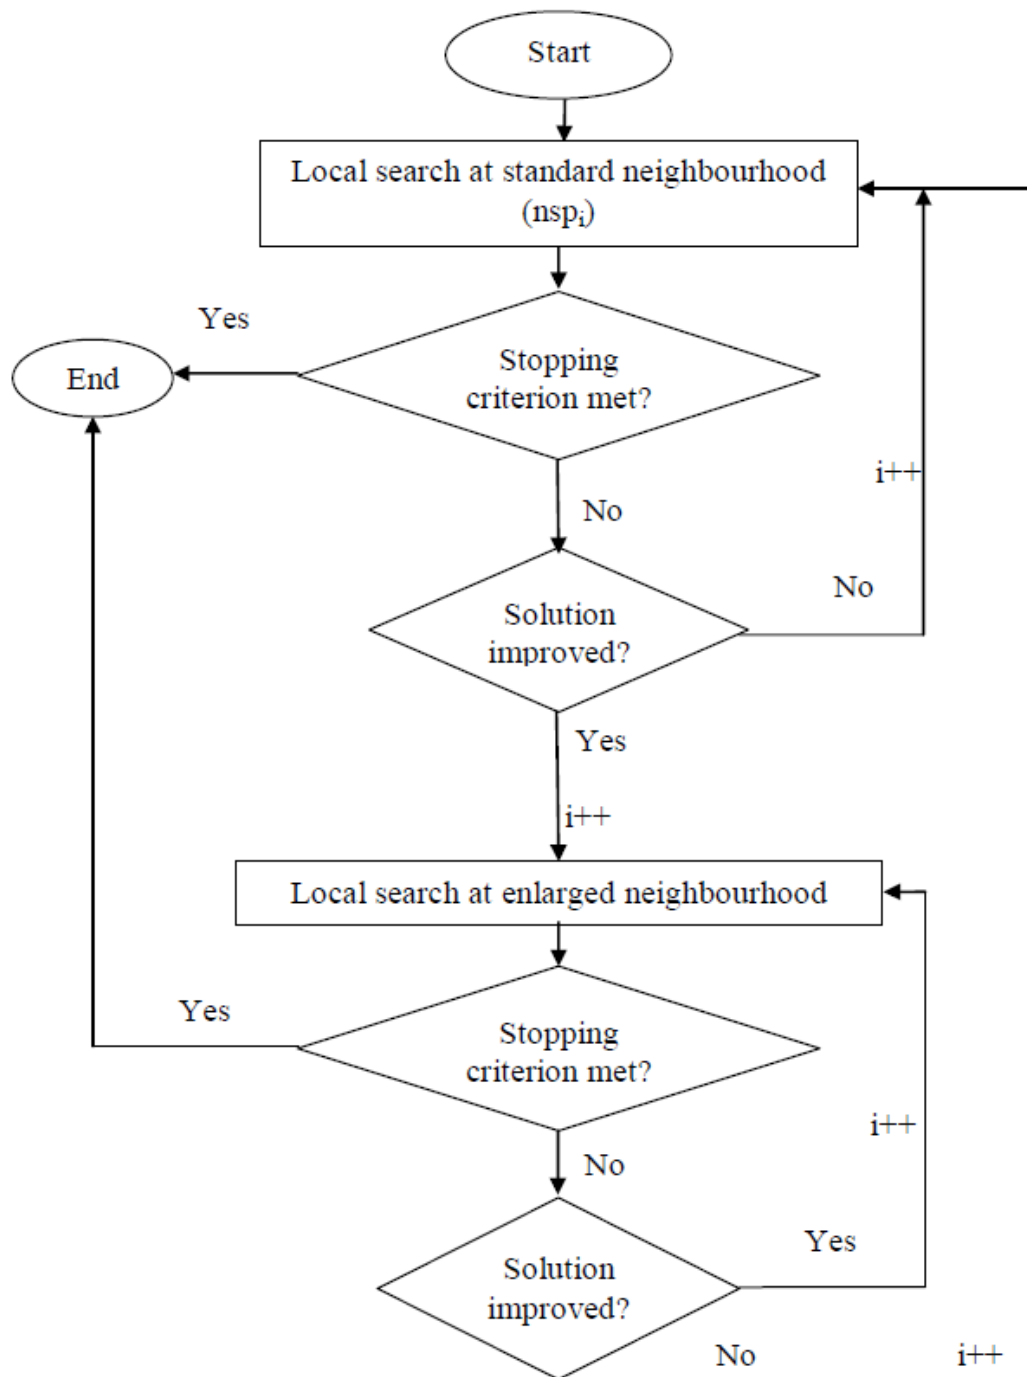 Start
Local search at standard neighbourhood
(nspi)
Yes
Stopping
criterion met?
End
i++
No
No
Solution
improved?
Yes
i++
Local search at enlarged neighbourhood
Yes
Stopping
criterion met?
i++
No
Yes
Solution
improved?
No
i++